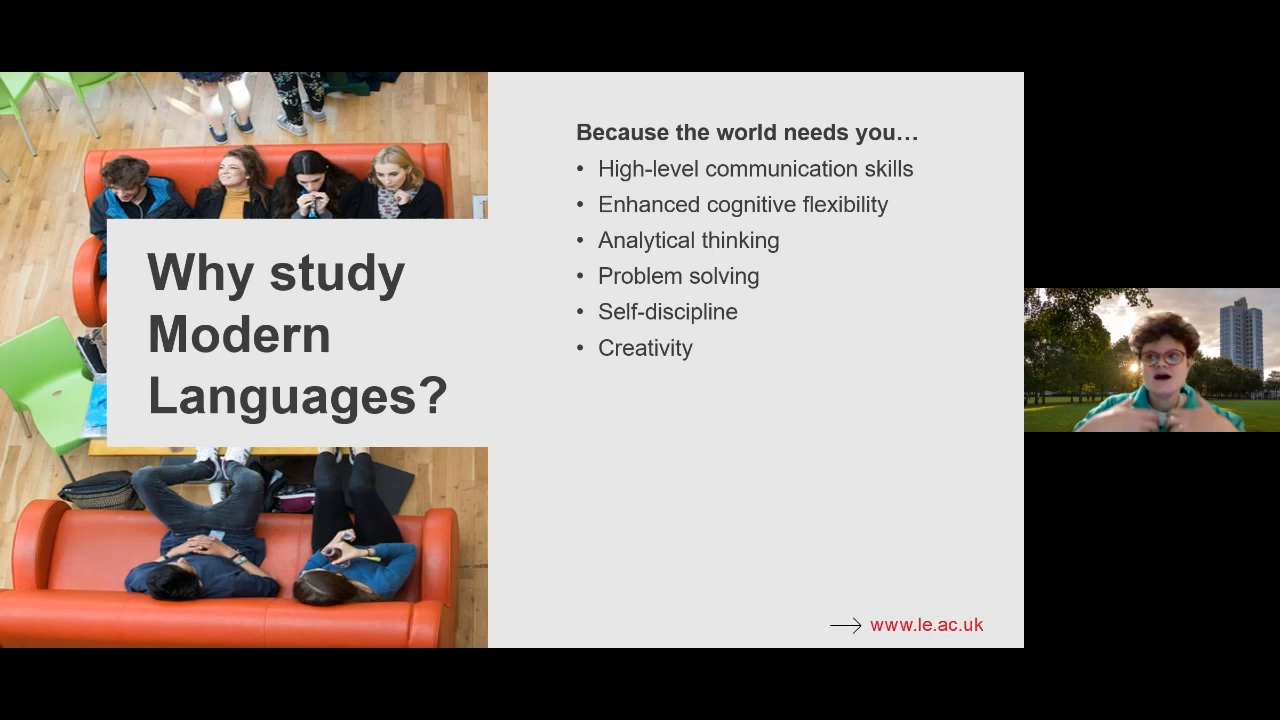 Why study
Modern
Languages?
Because the world needs you…
• High-level communication skills
• Enhanced cognitive flexibility
• Analytical thinking
• Problem solving
• Self-discipline
• Creativity
www.le.ac.uk